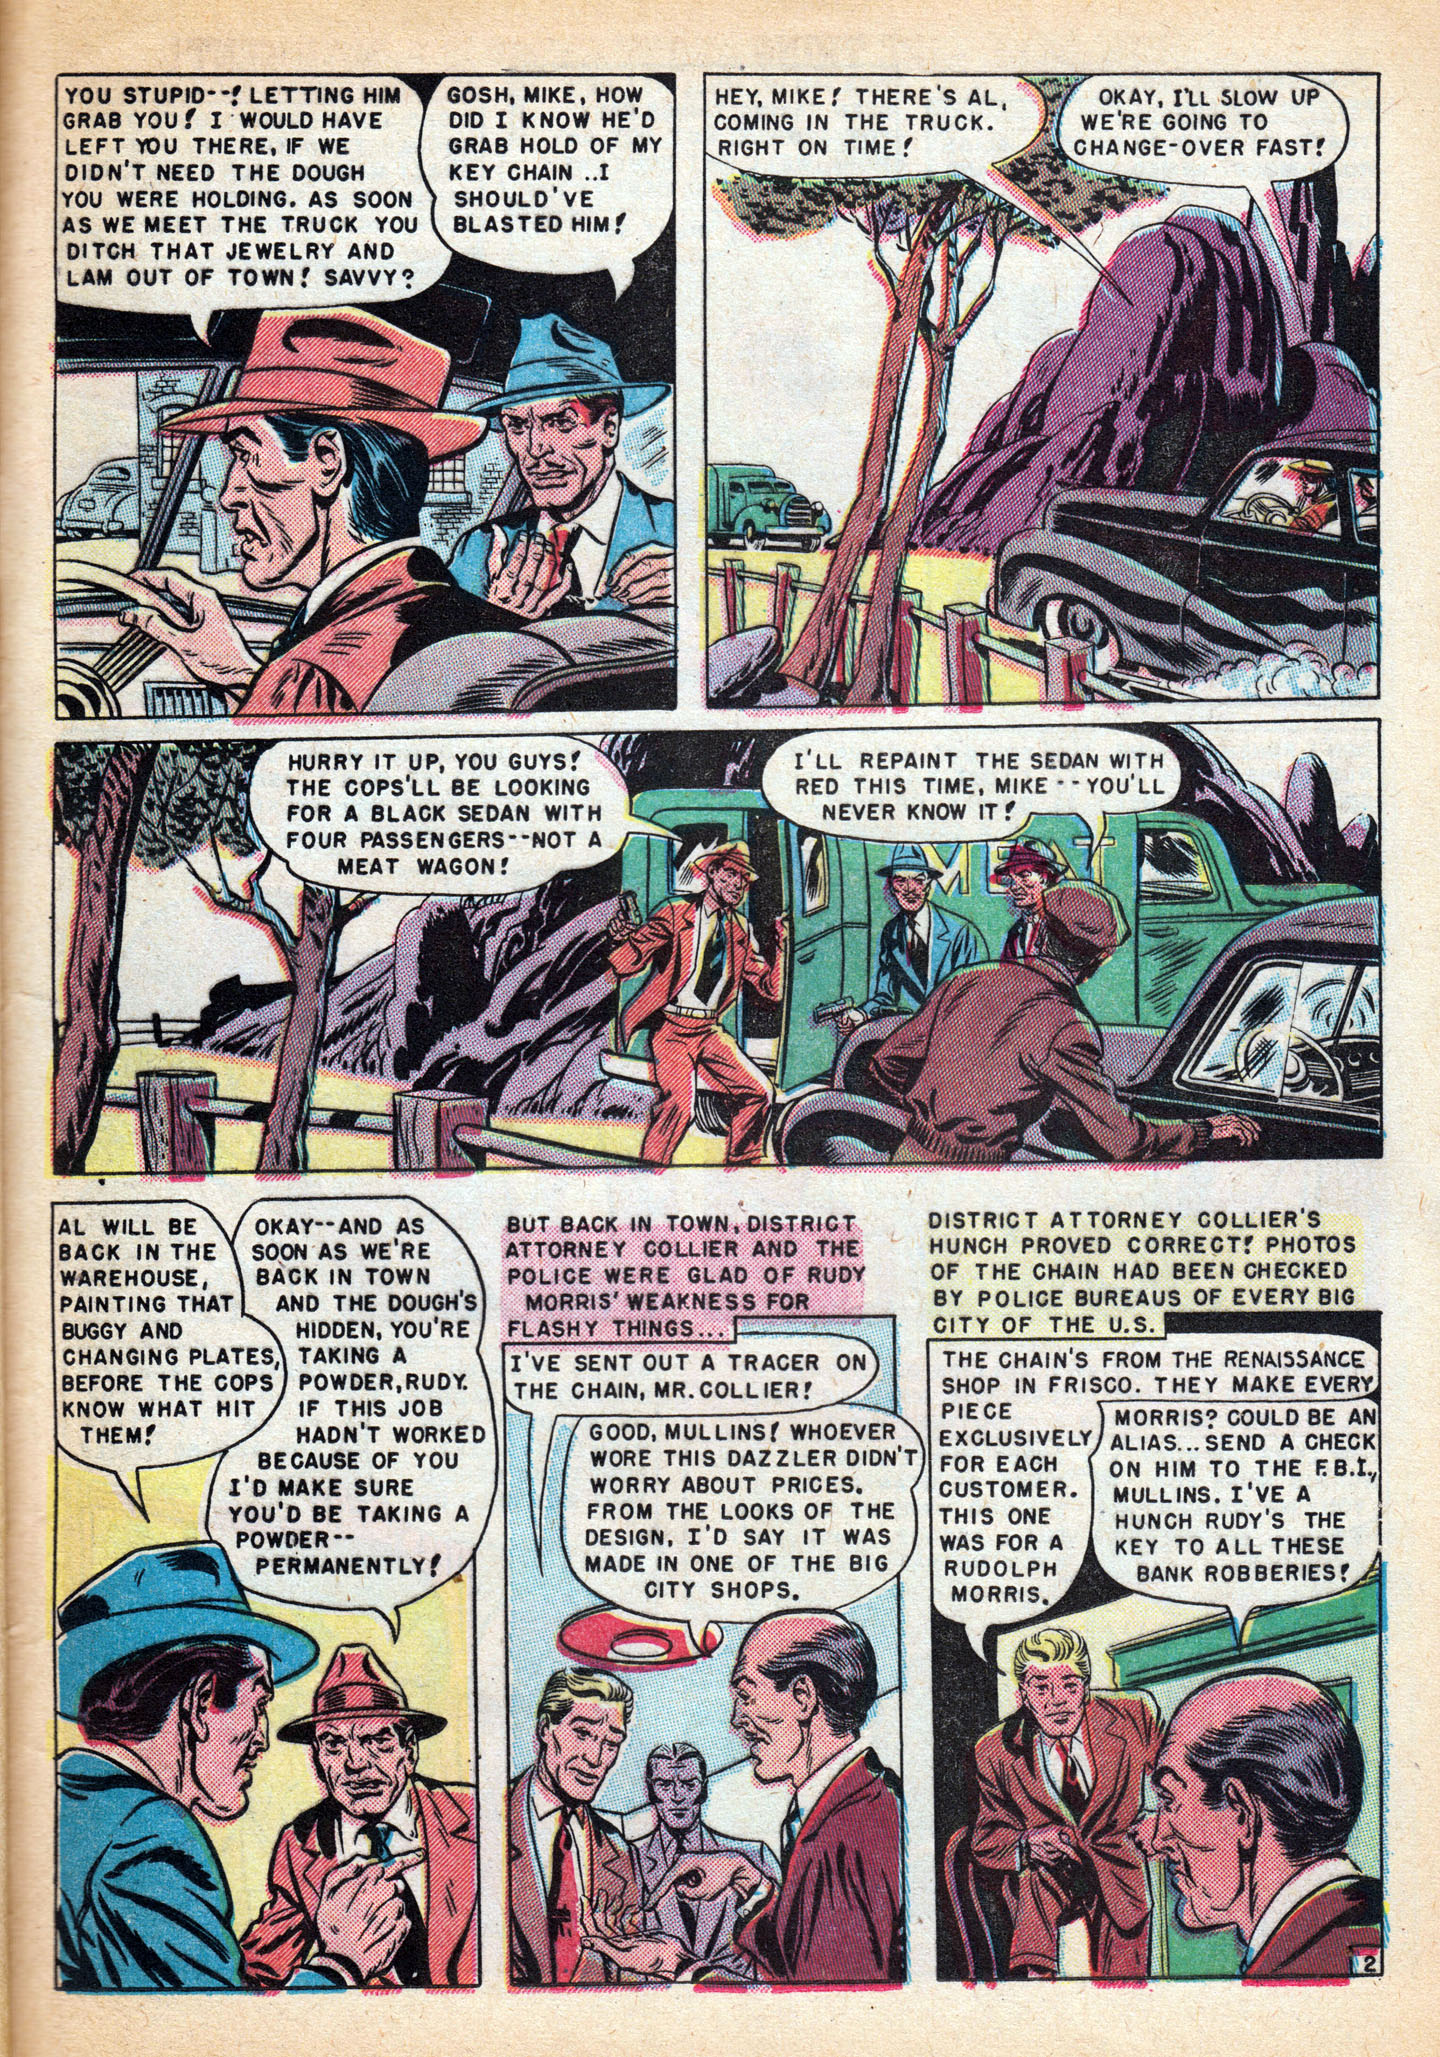 YOU STUPID--! LETTING HIM
GRAB YOU! I WOULD HAVE
LEFT YOU THERE, IF WE
DIDN'T NEED THE DOUGH
YOU WERE HOLDING. AS SOON
AS WE MEET THE TRUCK YOU
DITCH THAT JEWELRY AND
LAM OUT OF TOWN! SAVVY?
GOSH, MIKE, HOW
DID I KNOW HE'D
GRAB HOLD OF MY
KEY CHAIN ..I
SHOULD'VE
BLASTED HIM!
HEY, MIKE! THERE'S AL,
COMING IN THE TRUCK.
RIGHT ON TIME!
OKAY, I'LL SLOW UP
WE'RE GOING TO
CHANGE-OVER FAST!
HURRY IT UP, YOU GUYS!
THE COPS'LL BE LOOKING
FOR A BLACK SEDAN WITH
FOUR PASSENGERS--NOT A
MEAT WAGON!
I'LL REPAINT THE SEDAN WITH
RED THIS TIME, MIKE--YOU'LL
NEVER KNOW IT!
MEAT
AL WILL BE
BACK IN THE
WAREHOUSE,
PAINTING THAT
BUGGY AND
CHANGING PLATES,
BEFORE THE COPS
KNOW WHAT HIT
THEM!
OKAY--AND AS
SOON AS WE'RE
BACK IN TOWN
AND THE DOUGH'S
HIDDEN, YOU'RE
TAKING A
POWDER, RUDY.
IF THIS JOB
HADN'T WORKED
BECAUSE OF YOU
I'D MAKE SURE
YOU'D BE TAKING A
POWDER--
PERMANENTLY!
BUT BACK IN TOWN, DISTRICT
ATTORNEY COLLIER AND THE
POLICE WERE GLAD OF RUDY
MORRIS' WEAKNESS FOR
FLASHY THINGS...
I'VE SENT OUT A TRACER ON
THE CHAIN, MR. COLLIER!
GOOD, MULLINS! WHOEVER
WORE THIS DAZZLER DIDN'T
WORRY ABOUT PRICES.
FROM THE LOOKS OF THE
DESIGN, I'D SAY IT WAS
MADE IN ONE OF THE BIG
CITY SHOPS.
DISTRICT ATTORNEY COLLIER'S
HUNCH PROVED CORRECT! PHOTOS
OF THE CHAIN HAD BEEN CHECKED
BY POLICE BUREAUS OF EVERY BIG
CITY OF THE U.S.
THE CHAIN'S FROM THE RENAISSANCE
SHOP IN FRISCO. THEY MAKE EVERY
PIECE
EXCLUSIVELY
FOR EACH
CUSTOMER.
THIS ONE
WAS FOR A
RUDOLPH
MORRIS.
MORRIS? COULD BE AN
ALIAS... SEND A CHECK
ON HIM TO THE F.B.I.,
MULLINS. I'VE A
HUNCH RUDY'S THE
KEY TO ALL THESE
BANK ROBBERIES!
2